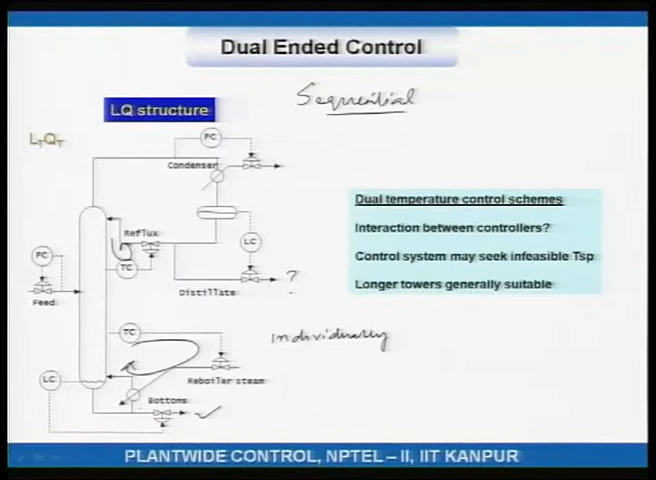 Dual Ended Control
Sequential
LQ structure
LTQT
PC
Condenser
Dual temperature control schemes
Interaction between controllers?
Control system may seek infeasible Tsp
Longer towers generally suitable
Reflux
LC
FC
TC
?
Feed
Distillate
TC
Individually
LC
Reboiler steam
Bottoms
PLANTWIDE CONTROL, NPTEL – II, IIT KANPUR